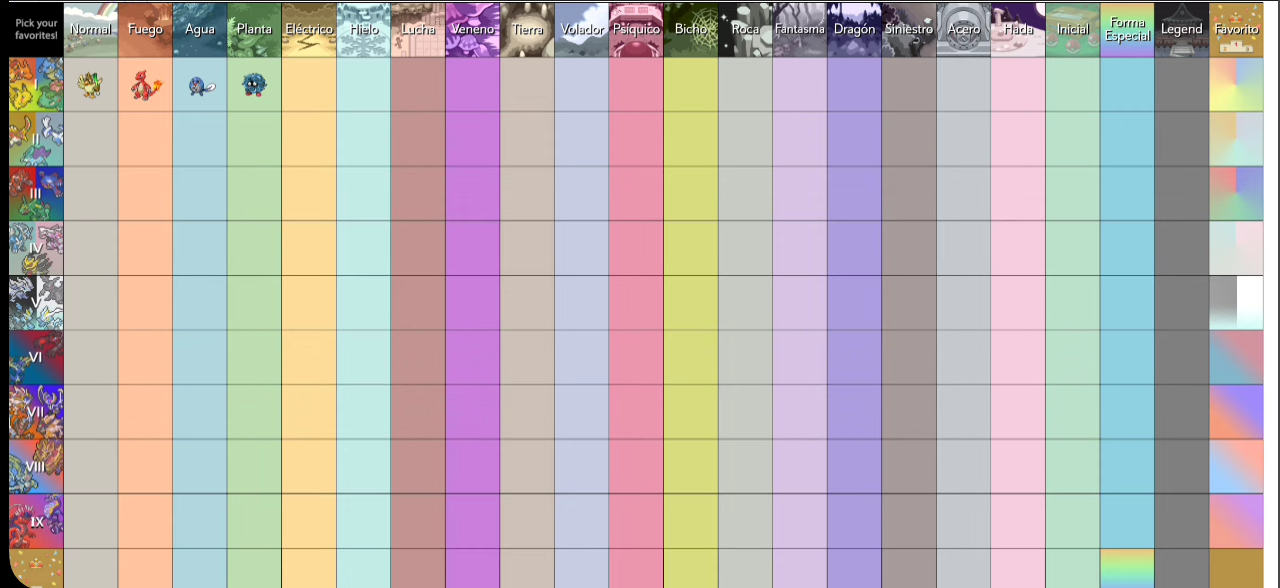 Pick your
favorites!
Normal
Fuego
Agua
Planta
Eléctrico
Hielo
Lucha
Veneno
Tierra
Volador
Psíquico
Bicho
Roca
Fantasma
Dragón
Siniestro
Acero
Hada
Inicial
Forma
Especial
Legend
Favorito
I
II
III
IV
V
VI
VII
VIII
IX